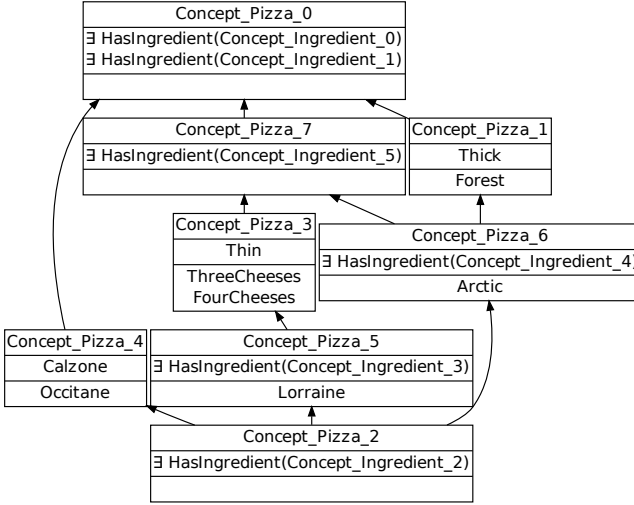 Concept_Pizza_0
∃ HasIngredient(Concept_Ingredient_0)
∃ HasIngredient(Concept_Ingredient_1)
Concept_Pizza_7
∃ HasIngredient(Concept_Ingredient_5)
Concept_Pizza_1
Thick
Forest
Concept_Pizza_3
Thin
ThreeCheeses
FourCheeses
Concept_Pizza_6
∃ HasIngredient(Concept_Ingredient_4)
Arctic
Concept_Pizza_4
Calzone
Occitane
Concept_Pizza_5
∃ HasIngredient(Concept_Ingredient_3)
Lorraine
Concept_Pizza_2
∃ HasIngredient(Concept_Ingredient_2)